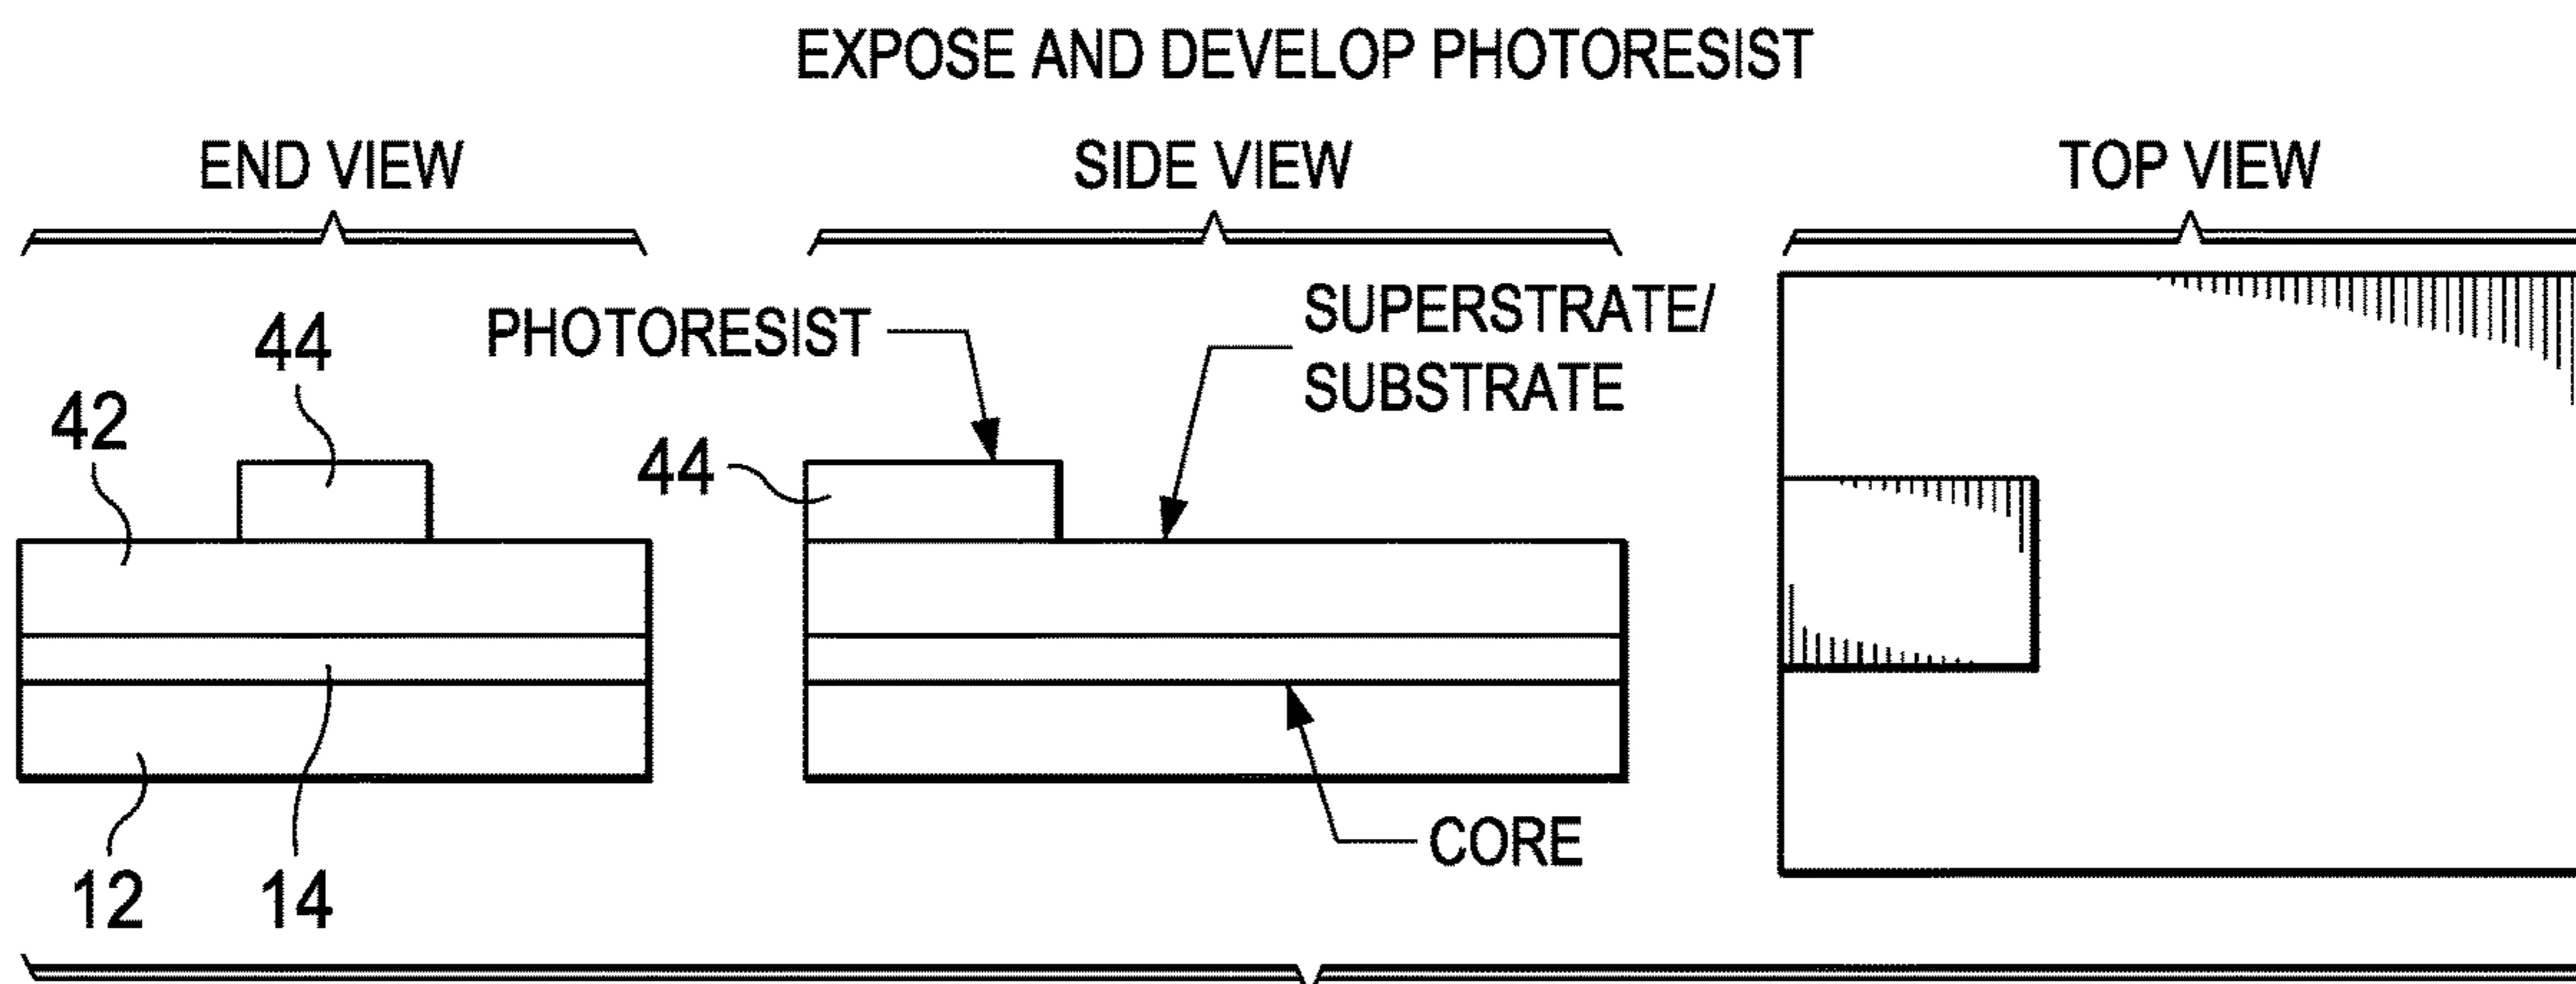 EXPOSE AND DEVELOP PHOTORESIST
END VIEW
SIDE VIEW
TOP VIEW
PHOTORESIST
SUPERSTRATE/
SUBSTRATE
44
42
44
CORE
12
14